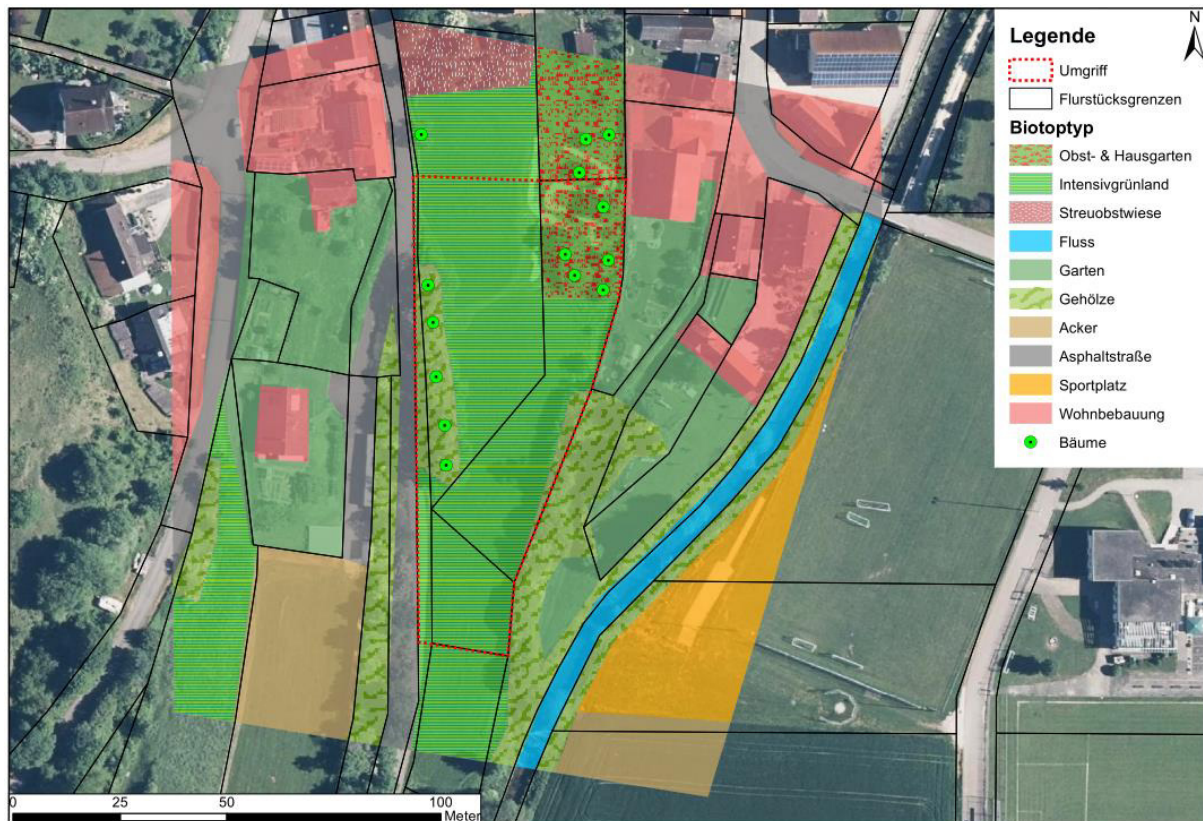 Legende
N
Umgriff
Flurstücksgrenzen
Biotoptyp
Obst- & Hausgarten
Intensivgrünland
Streuobstwiese
Fluss
Garten
Gehölze
Acker
Asphaltstraße
Sportplatz
Wohnbebauung
Bäume
0 25 50 100
Meter